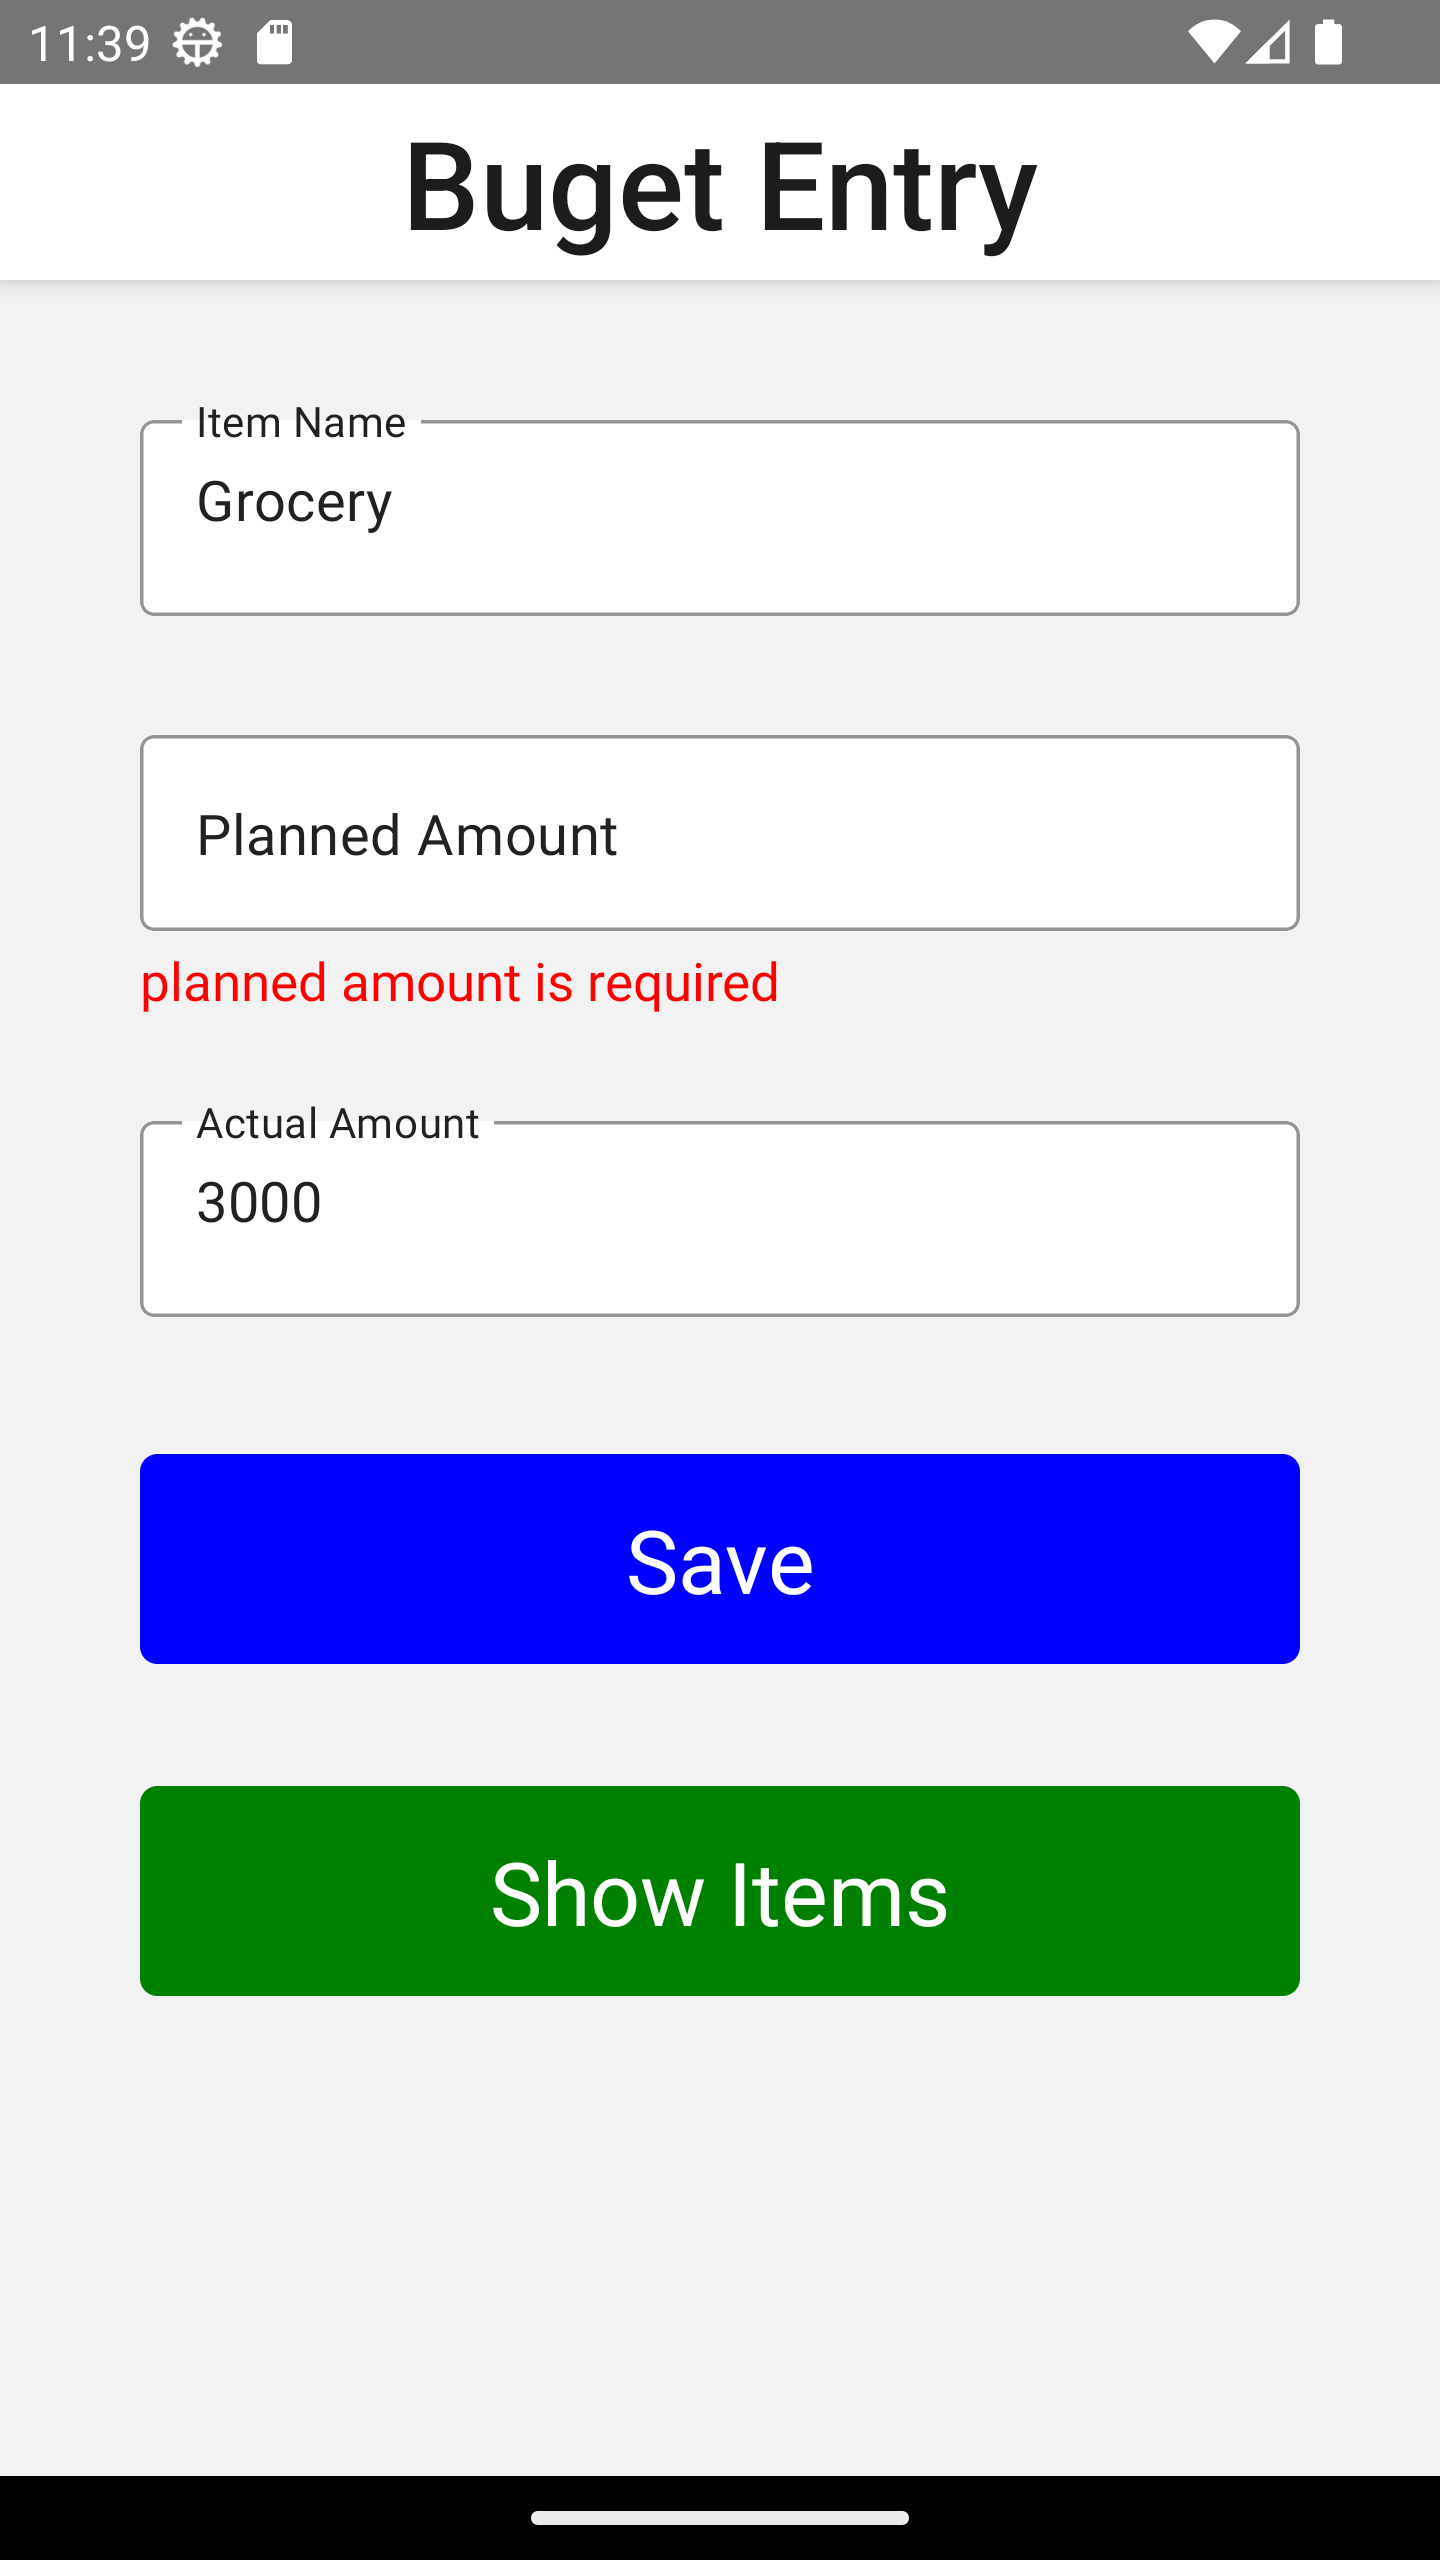 11:39
Buget Entry
Item Name
Grocery
Planned Amount
planned amount is required
Actual Amount
3000
Save
Show Items